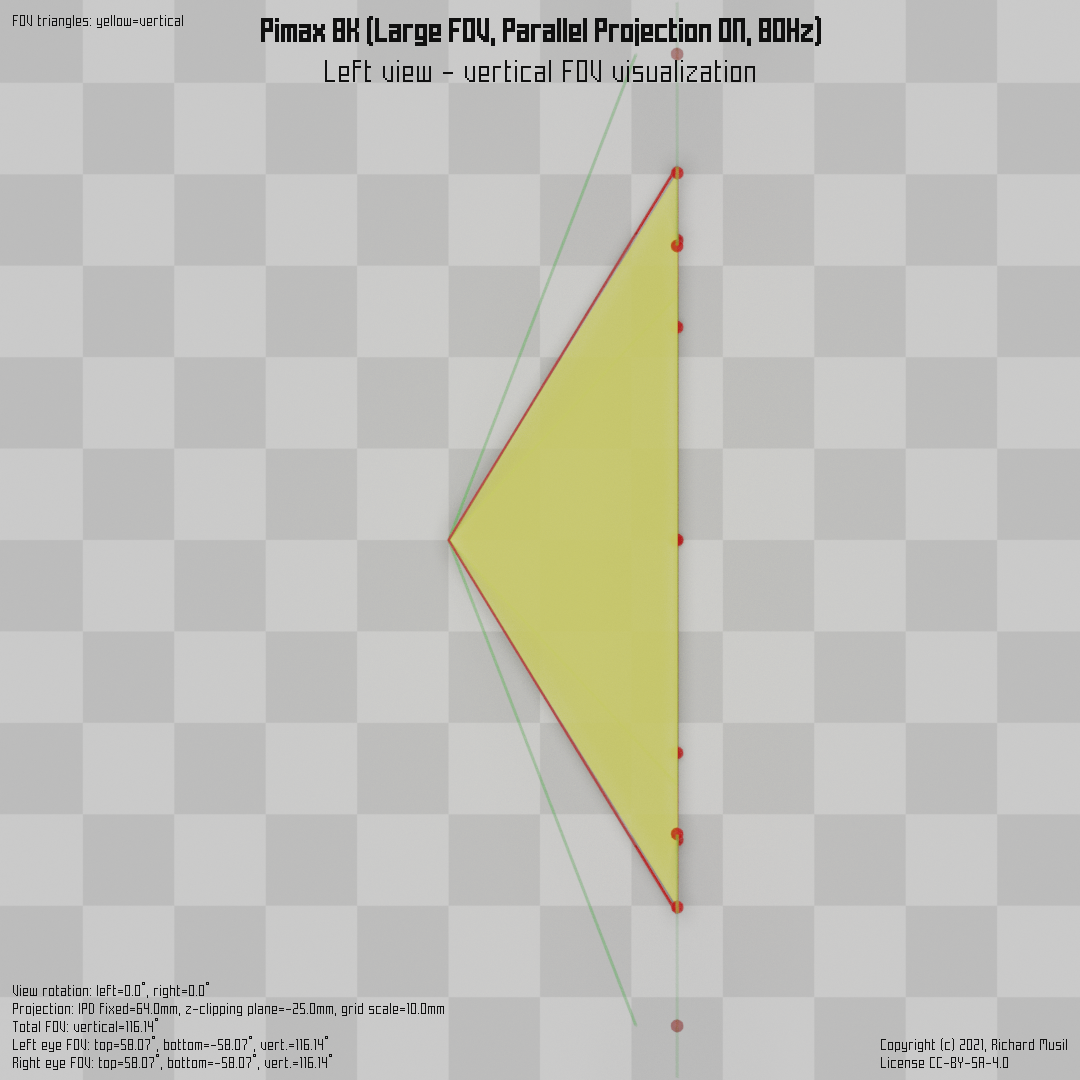 FOV triangles: yellow=vertical
Pimax 8K (Large FOV, Parallel Projection ON, 80Hz)
Left view - vertical FOV visualization
View rotation: left=0.0°, right=0.0°
Projection: IPD fixed=64.0mm, z-clipping plane=-25.0mm, grid scale=10.0mm
Total FOV: vertical=116.14°
Left eye FOV: top=58.07°, bottom=-58.07°, vert.=116.14°
Right eye FOV: top=58.07°, bottom=-58.07°, vert.=116.14°
Copyright (c) 2021, Richard Musil
License CC-BY-SA-4.0